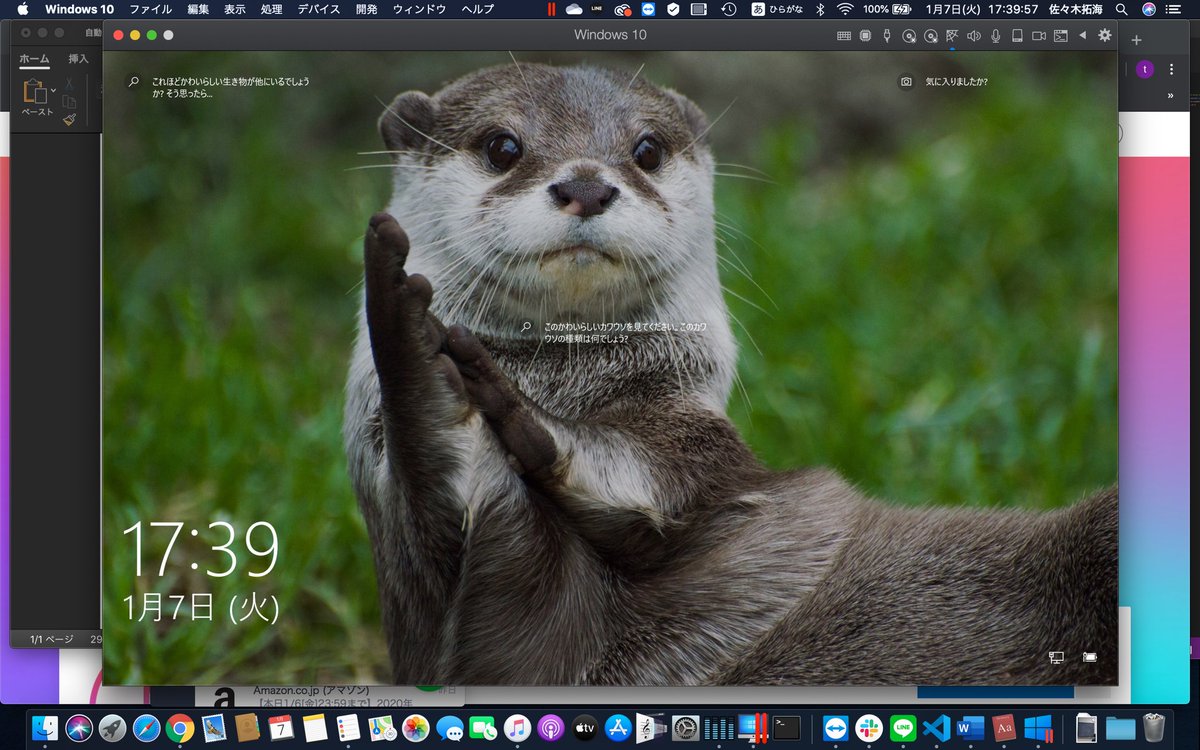 Windows 10 ファイル 編集 表示 処理 デバイス 開発 ウィンドウ ヘルプ
LINE
あ ひらがな
100%
1月7日(火) 17:39:57 佐々木拓海
Windows 10
自動
ホーム 挿入
ペースト
t
»
これほどかわいらしい生き物が他にいるでしょう
か? そう思ったら...
気に入りましたか?
このかわいらしいカワウソを見てください。このカワ
ウソの種類は何でしょう?
17:39
1月7日 (火)
1/1 ページ 29
a
Amazon.co.jp (アマゾン)
昨日
【本日1/6[金]23:59まで】2020年
7
tv
LINE
W
Aa